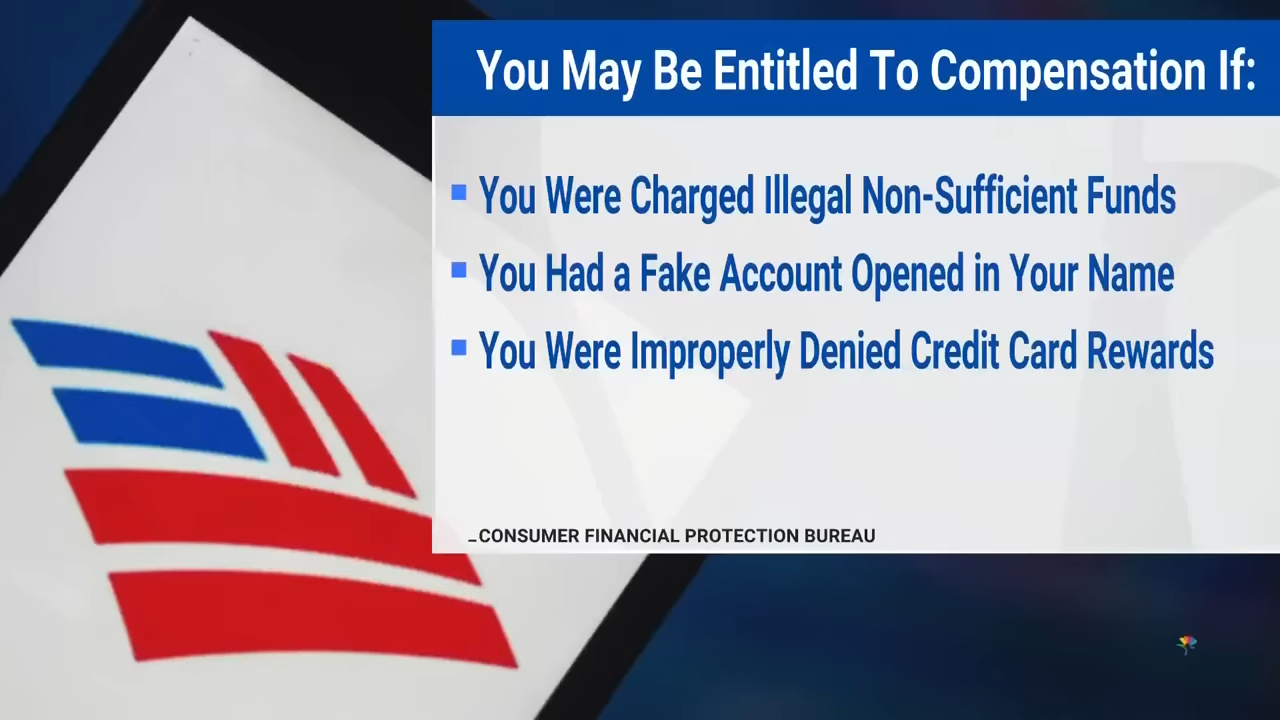 You May Be Entitled To Compensation If:
You Were Charged Illegal Non-Sufficient Funds
You Had a Fake Account Opened in Your Name
You Were Improperly Denied Credit Card Rewards
–CONSUMER FINANCIAL PROTECTION BUREAU